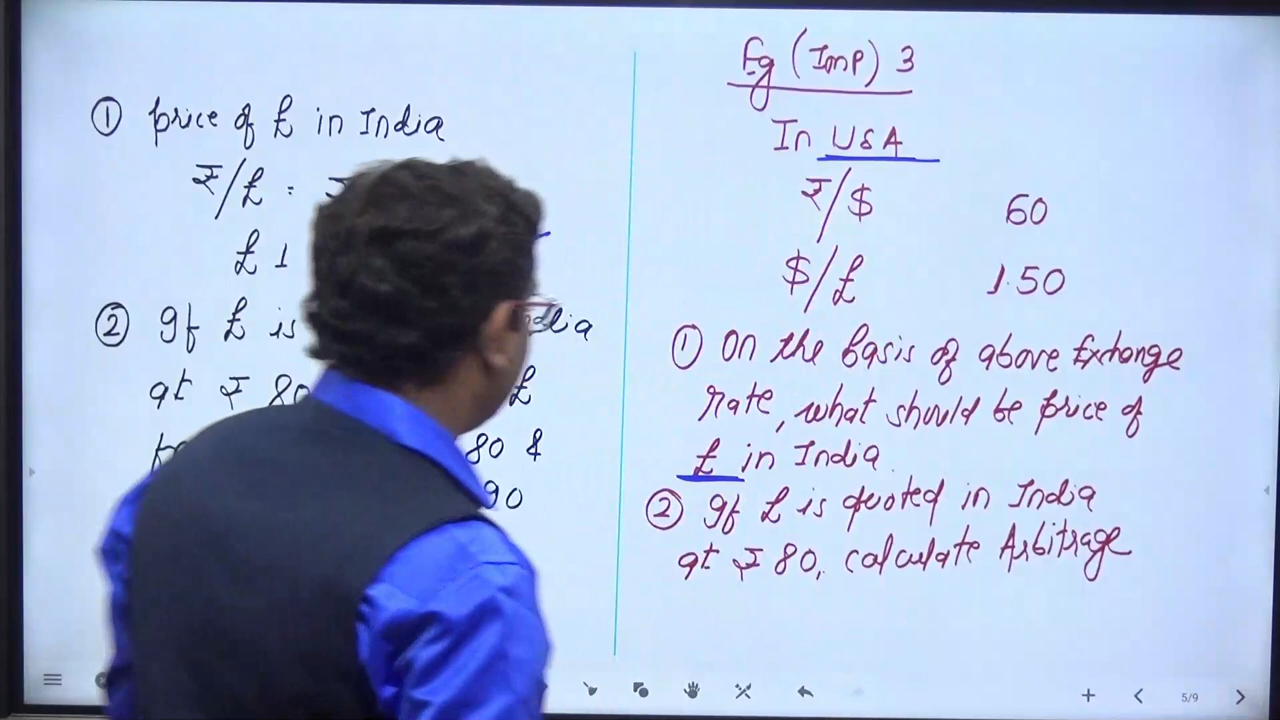 ① price of £ in India
₹/£ = ₹
£ 1
② If £ is India
at ₹ 80 £
80 &
90
Eg (Imp) 3
In USA
₹/$ 60
$/£ 1.50
① On the basis of above Exchange
rate, what should be price of
£ in India.
② If £ is quoted in India
at ₹ 80, calculate Arbitrage
5/9